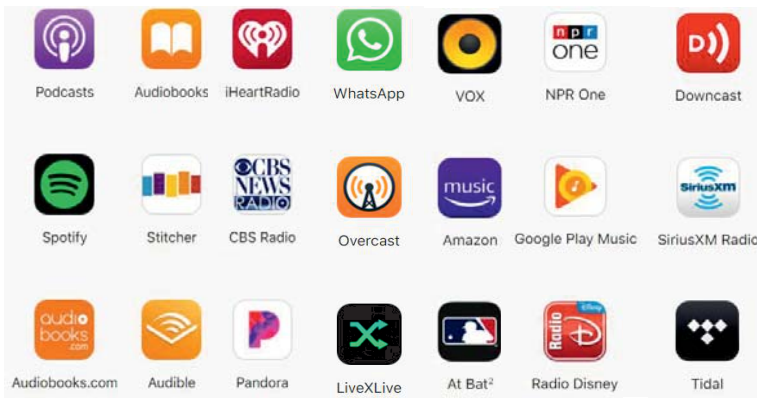 npr
one
Podcasts Audiobooks iHeartRadio WhatsApp VOX NPR One Downcast
CBS
NEWS
RADIO
music
SiriusXM
Spotify Stitcher CBS Radio Overcast Amazon Google Play Music SiriusXM Radio
audio
books
.com
Disney
Radio
Audiobooks.com Audible Pandora LiveXLive At Bat² Radio Disney Tidal